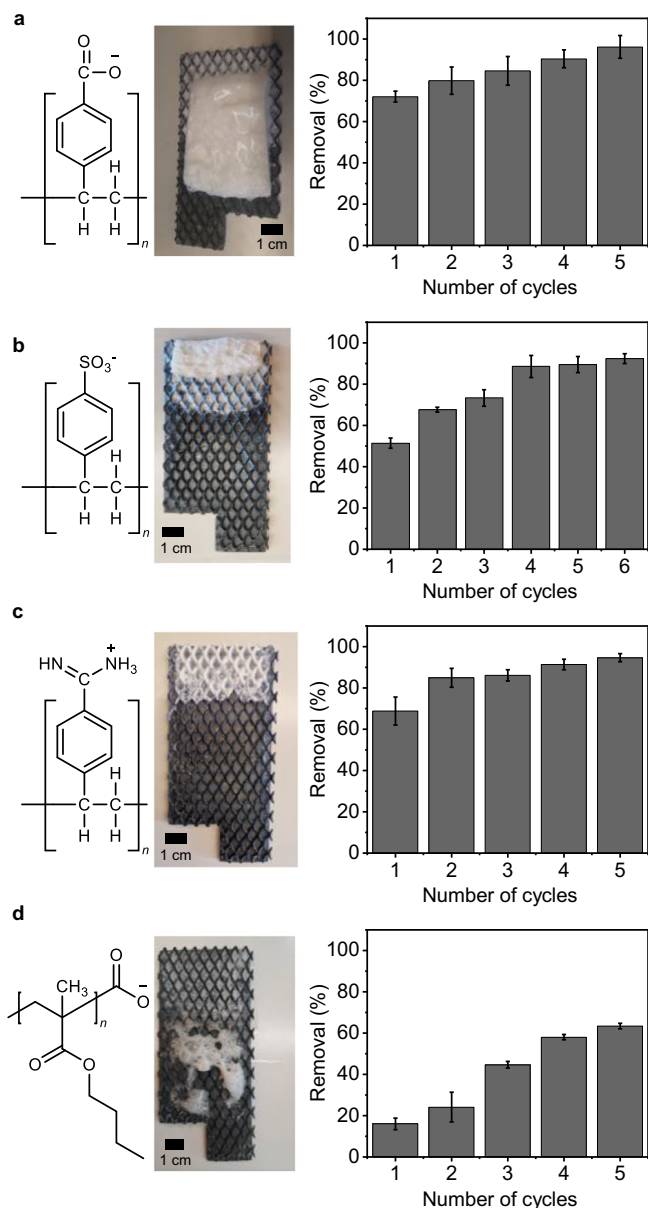 a
O
C
O
−
H
C
C
H
H
n
1 cm
Removal (%)
100
80
60
40
20
0
1 2 3 4 5
Number of cycles
b
SO3−
H
C
C
H
H
n
1 cm
Removal (%)
100
80
60
40
20
0
1 2 3 4 5 6
Number of cycles
c
+
HN
NH3
C
H
C
C
H
H
n
1 cm
Removal (%)
100
80
60
40
20
0
1 2 3 4 5
Number of cycles
d
O
CH3
O
−
n
O
O
1 cm
Removal (%)
100
80
60
40
20
0
1 2 3 4 5
Number of cycles